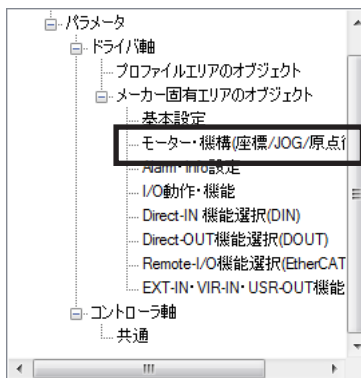 パラメータ
ドライバ軸
プロファイルエリアのオブジェクト
メーカー固有エリアのオブジェクト
基本設定
モーター・機構(座標/JOG/原点
Alarm・Info設定
I/O動作・機能
Direct-IN 機能選択(DIN)
Direct-OUT機能選択(DOUT)
Remote-I/O機能選択(EtherCAT
EXT-IN・VIR-IN・USR-OUT機能
コントローラ軸
共通